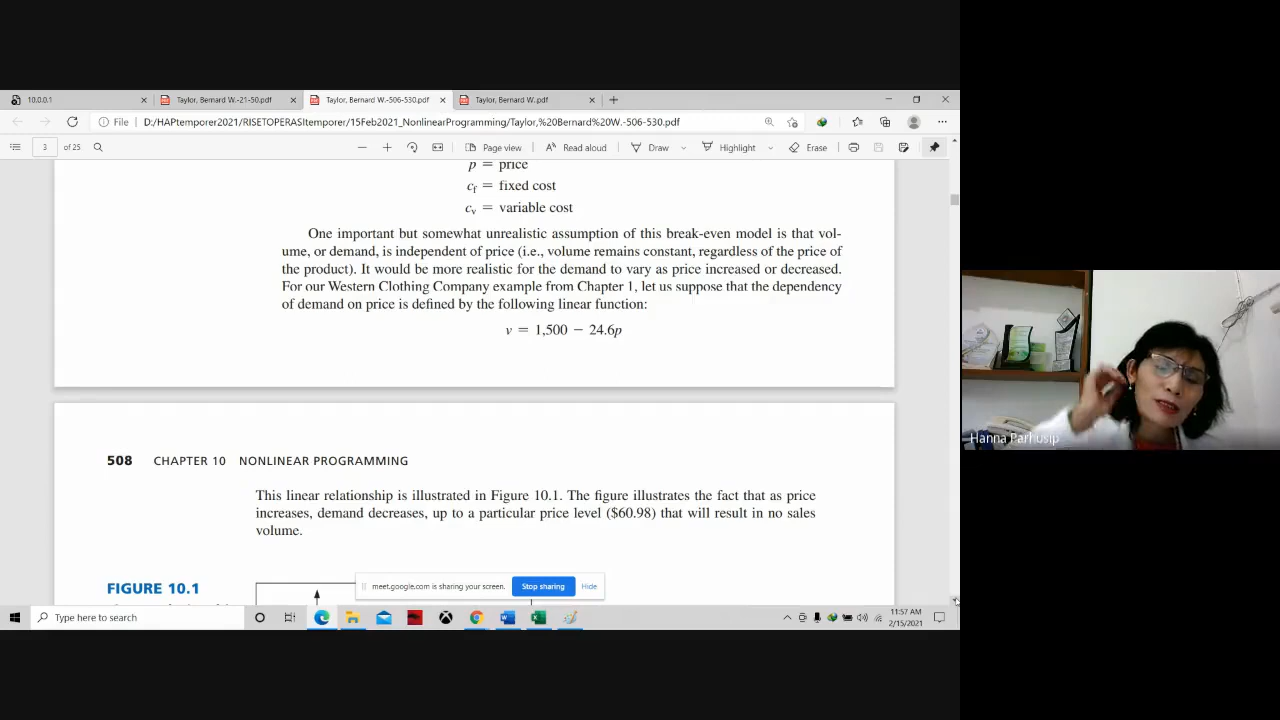 10.0.0.1
Taylor, Bernard W.-21-50.pdf
Taylor, Bernard W.-506-530.pdf
Taylor, Bernard W..pdf
File
D:/HAPtemporer2021/RISETOPERASItemporer/15Feb2021_NonlinearProgramming/Taylor,%20Bernard%20W.-506-530.pdf
3 of 25
Page view
Read aloud
Draw
Highlight
Erase
p = price
cf = fixed cost
cv = variable cost
One important but somewhat unrealistic assumption of this break-even model is that vol-
ume, or demand, is independent of price (i.e., volume remains constant, regardless of the price of
the product). It would be more realistic for the demand to vary as price increased or decreased.
For our Western Clothing Company example from Chapter 1, let us suppose that the dependency
of demand on price is defined by the following linear function:
v = 1,500 − 24.6p
508 CHAPTER 10 NONLINEAR PROGRAMMING
This linear relationship is illustrated in Figure 10.1. The figure illustrates the fact that as price
increases, demand decreases, up to a particular price level ($60.98) that will result in no sales
volume.
FIGURE 10.1
meet.google.com is sharing your screen.
Stop sharing
Hide
Hanna Parhusip
Type here to search
11:57 AM
2/15/2021